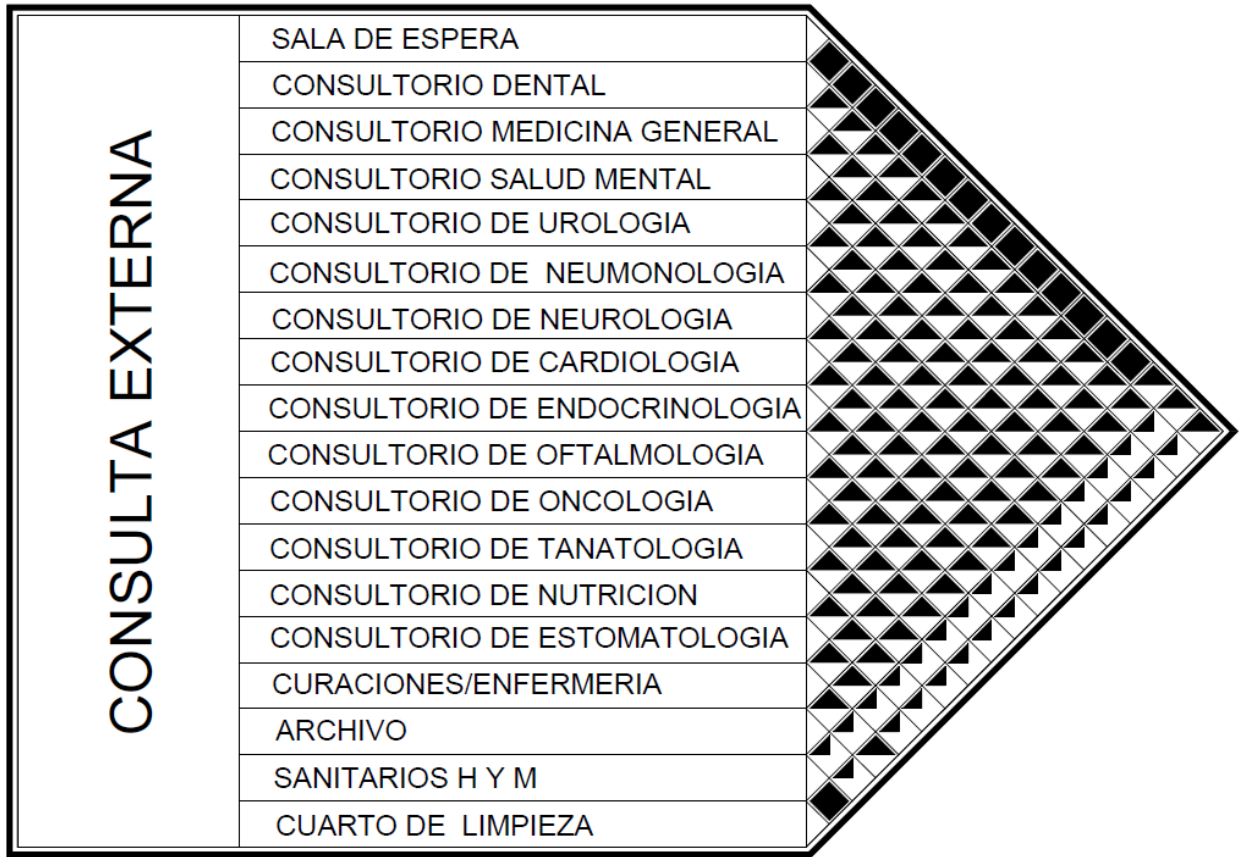 CONSULTA EXTERNA
SALA DE ESPERA
CONSULTORIO DENTAL
CONSULTORIO MEDICINA GENERAL
CONSULTORIO SALUD MENTAL
CONSULTORIO DE UROLOGIA
CONSULTORIO DE NEUMONOLOGIA
CONSULTORIO DE NEUROLOGIA
CONSULTORIO DE CARDIOLOGIA
CONSULTORIO DE ENDOCRINOLOGIA
CONSULTORIO DE OFTALMOLOGIA
CONSULTORIO DE ONCOLOGIA
CONSULTORIO DE TANATOLOGIA
CONSULTORIO DE NUTRICION
CONSULTORIO DE ESTOMATOLOGIA
CURACIONES/ENFERMERIA
ARCHIVO
SANITARIOS H Y M
CUARTO DE LIMPIEZA